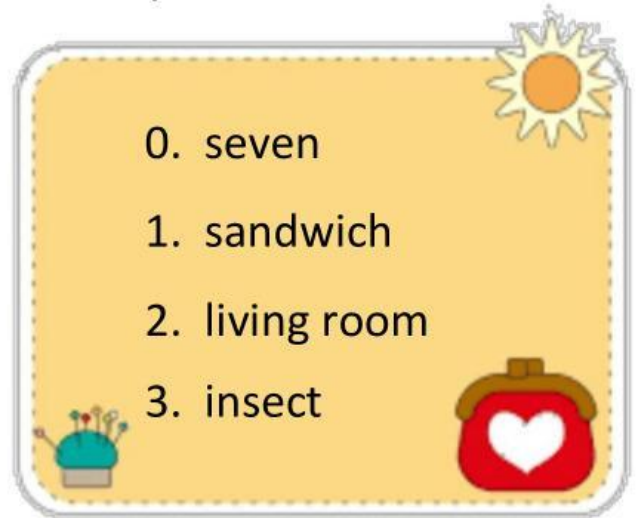 0. seven
1. sandwich
2. living room
3. insect